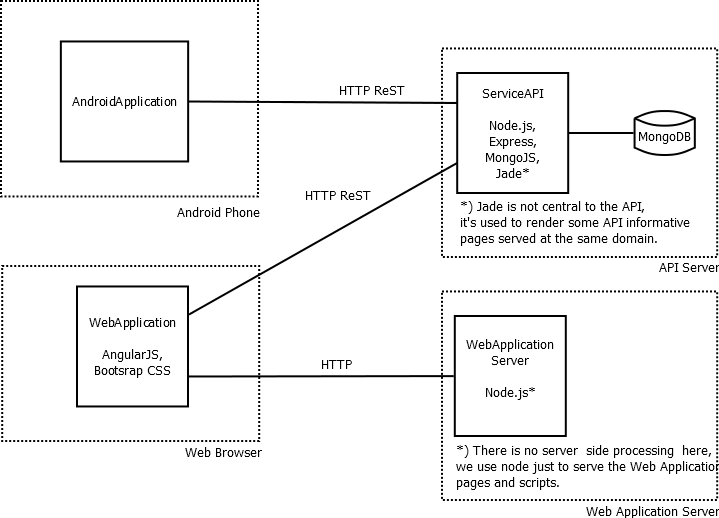 AndroidApplication
HTTP ReST
Android Phone
ServiceAPI
Node.js,
Express,
MongoJS,
Jade*
MongoDB
*) Jade is not central to the API,
it's used to render some API informative
pages served at the same domain.
API Server
HTTP ReST
WebApplication
AngularJS,
Bootsrap CSS
Web Browser
HTTP
WebApplication
Server
Node.js*
*) There is no server side processing here,
we use node just to serve the Web Application
pages and scripts.
Web Application Server